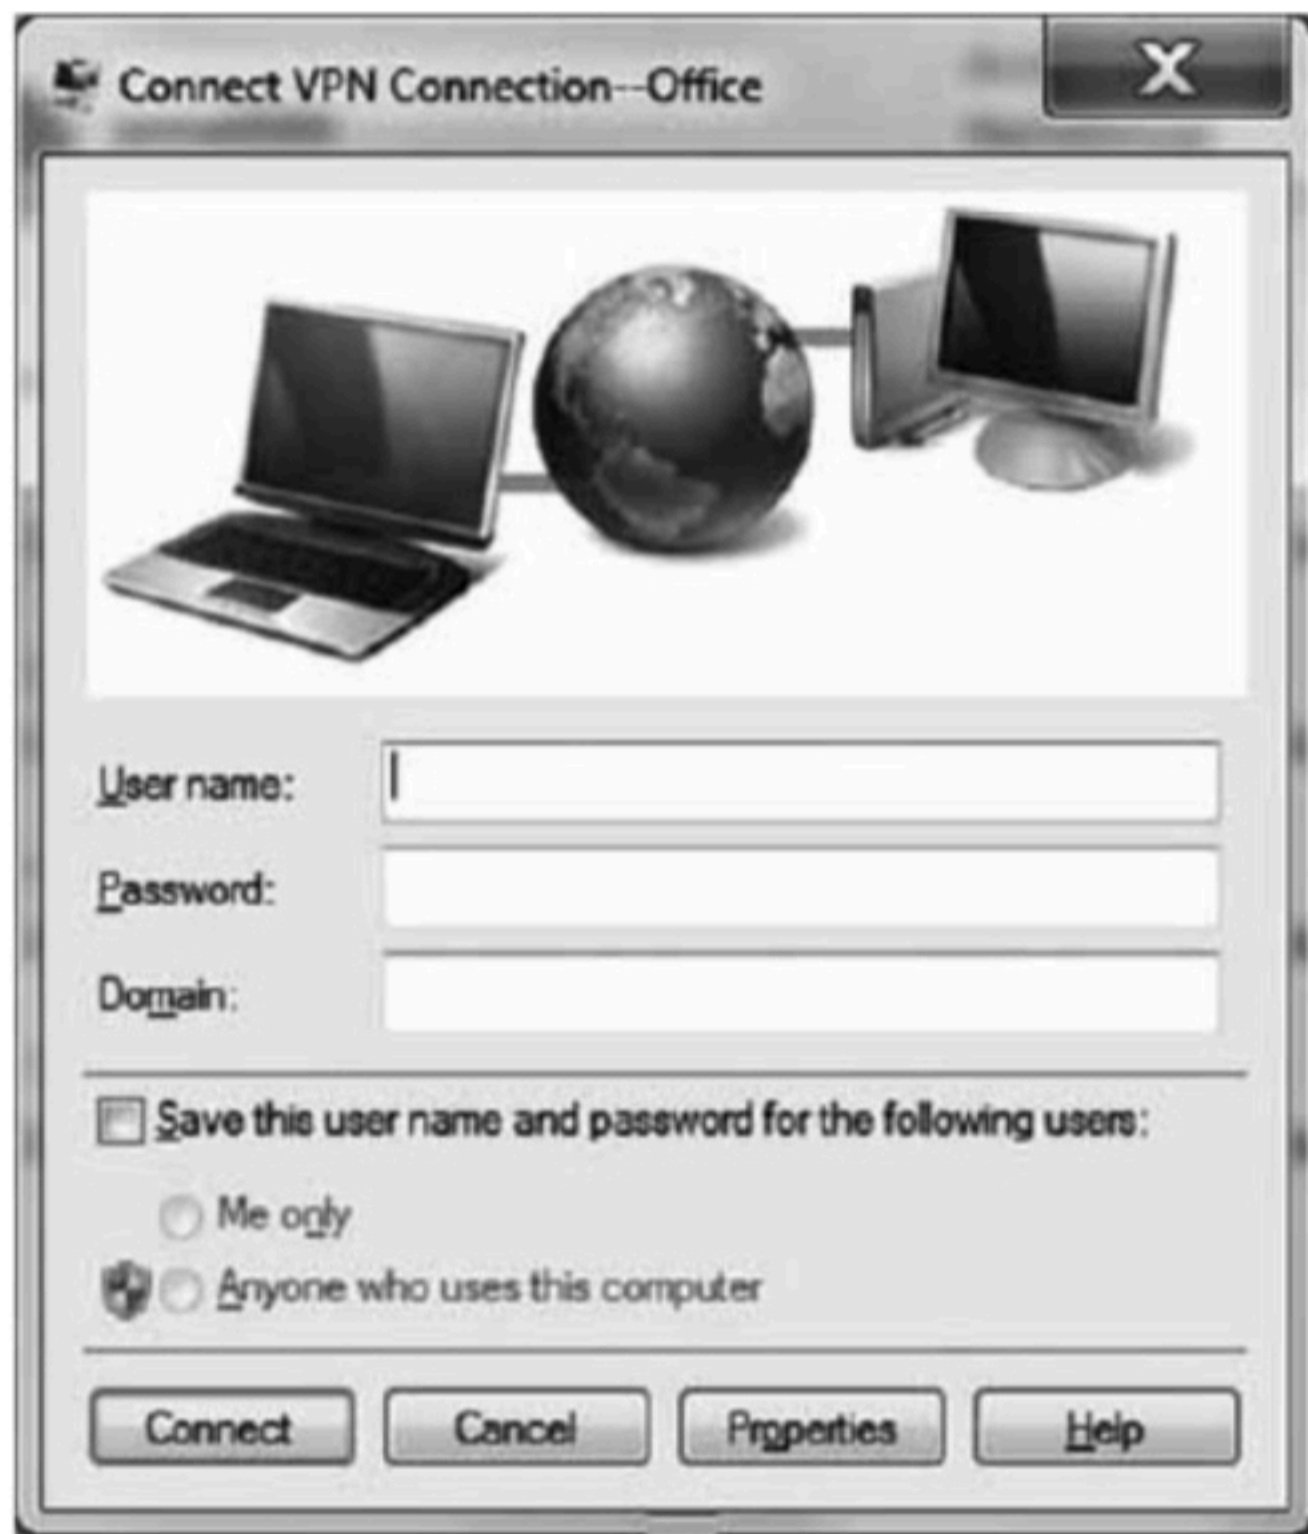 Connect VPN Connection--Office
User name:
Password:
Domain:
Save this user name and password for the following users:
Me only
Anyone who uses this computer
Connect Cancel Properties Help